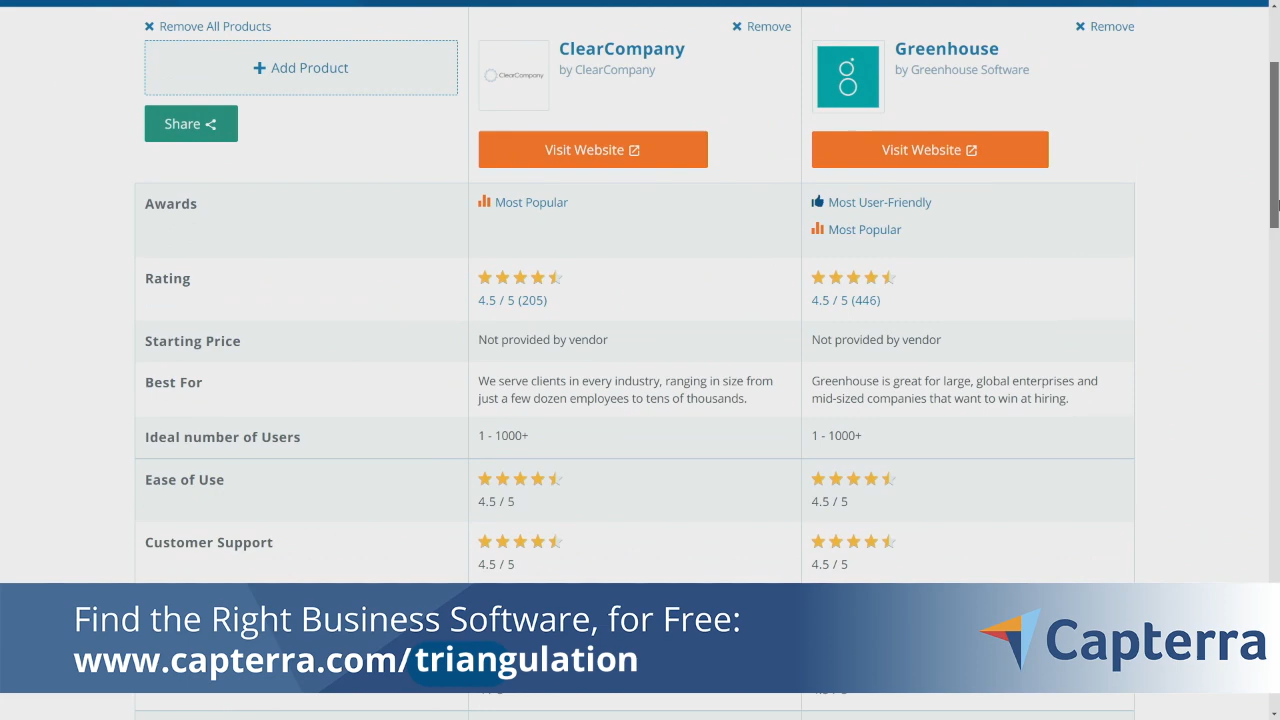 ✖ Remove All Products
✖ Remove
✖ Remove
ClearCompany
Greenhouse
+ Add Product
ClearCompany
by ClearCompany
by Greenhouse Software
Share
Visit Website
Visit Website
Awards
Most Popular
Most User-Friendly
Most Popular
Rating
4.5 / 5 (205)
4.5 / 5 (446)
Starting Price
Not provided by vendor
Not provided by vendor
Best For
We serve clients in every industry, ranging in size from
just a few dozen employees to tens of thousands.
Greenhouse is great for large, global enterprises and
mid-sized companies that want to win at hiring.
Ideal number of Users
1 - 1000+
1 - 1000+
Ease of Use
4.5 / 5
4.5 / 5
Customer Support
4.5 / 5
4.5 / 5
Find the Right Business Software, for Free:
www.capterra.com/triangulation
Capterra